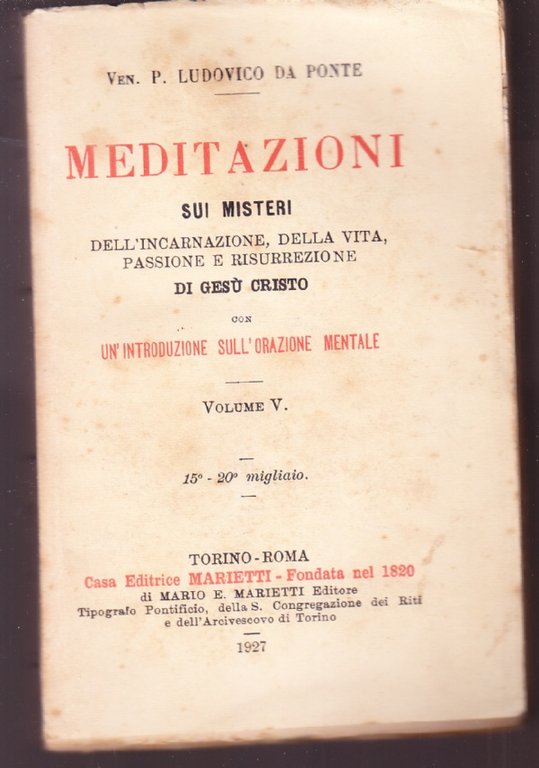 Ven. P. LUDOVICO DA PONTE
MEDITAZIONI
SUI MISTERI
DELL'INCARNAZIONE, DELLA VITA,
PASSIONE E RISURREZIONE
DI GESÙ CRISTO
CON
UN'INTRODUZIONE SULL'ORAZIONE MENTALE
VOLUME V.
15º - 20º migliaio.
TORINO-ROMA
Casa Editrice MARIETTI - Fondata nel 1820
di MARIO E. MARIETTI Editore
Tipografo Pontificio, della S. Congregazione dei Riti
e dell'Arcivescovo di Torino
1927